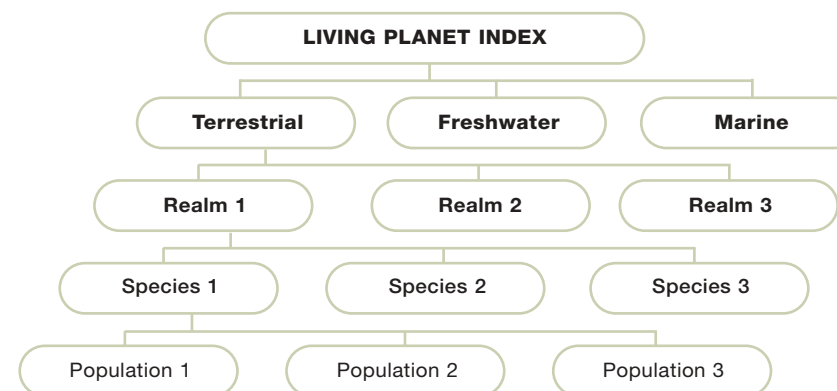 LIVING PLANET INDEX
Terrestrial Freshwater Marine
Realm 1 Realm 2 Realm 3
Species 1 Species 2 Species 3
Population 1 Population 2 Population 3